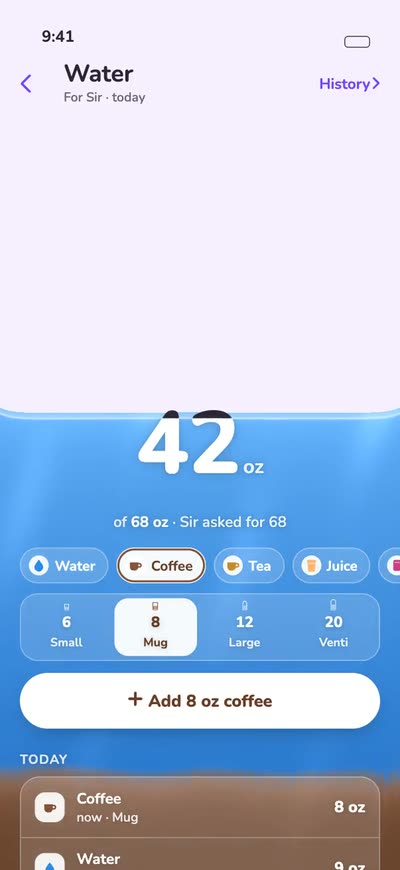 9:41
Water
For Sir · today
History
42 oz
of 68 oz · Sir asked for 68
Water
Coffee
Tea
Juice
6
Small
8
Mug
12
Large
20
Venti
+ Add 8 oz coffee
TODAY
Coffee
now · Mug
8 oz
Water
9 oz